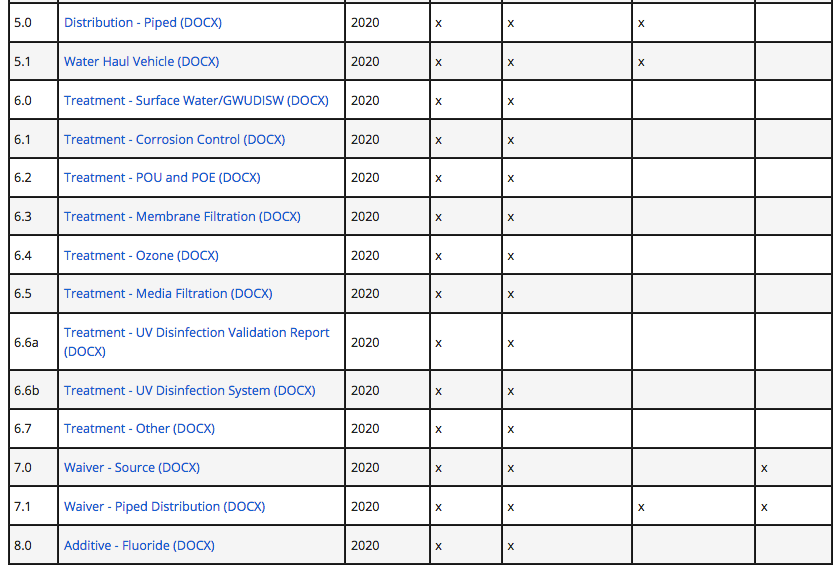 5.0 Distribution - Piped (DOCX) 2020 x x x
5.1 Water Haul Vehicle (DOCX) 2020 x x x
6.0 Treatment - Surface Water/GWUDISW (DOCX) 2020 x x
6.1 Treatment - Corrosion Control (DOCX) 2020 x x
6.2 Treatment - POU and POE (DOCX) 2020 x x
6.3 Treatment - Membrane Filtration (DOCX) 2020 x x
6.4 Treatment - Ozone (DOCX) 2020 x x
6.5 Treatment - Media Filtration (DOCX) 2020 x x
6.6a Treatment - UV Disinfection Validation Report
(DOCX) 2020 x x
6.6b Treatment - UV Disinfection System (DOCX) 2020 x x
6.7 Treatment - Other (DOCX) 2020 x x
7.0 Waiver - Source (DOCX) 2020 x x x
7.1 Waiver - Piped Distribution (DOCX) 2020 x x x x
8.0 Additive - Fluoride (DOCX) 2020 x x